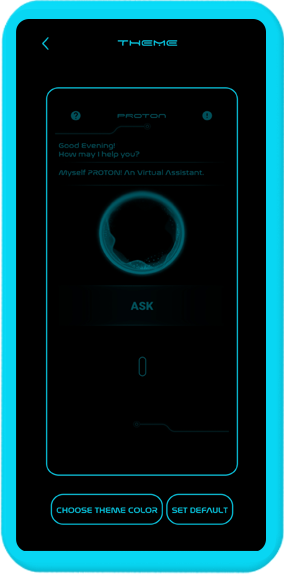 THEME
? PROTON !
Good Evening!
How may I help you?
Myself PROTON! An Virtual Assistant.
ASK
CHOOSE THEME COLOR SET DEFAULT